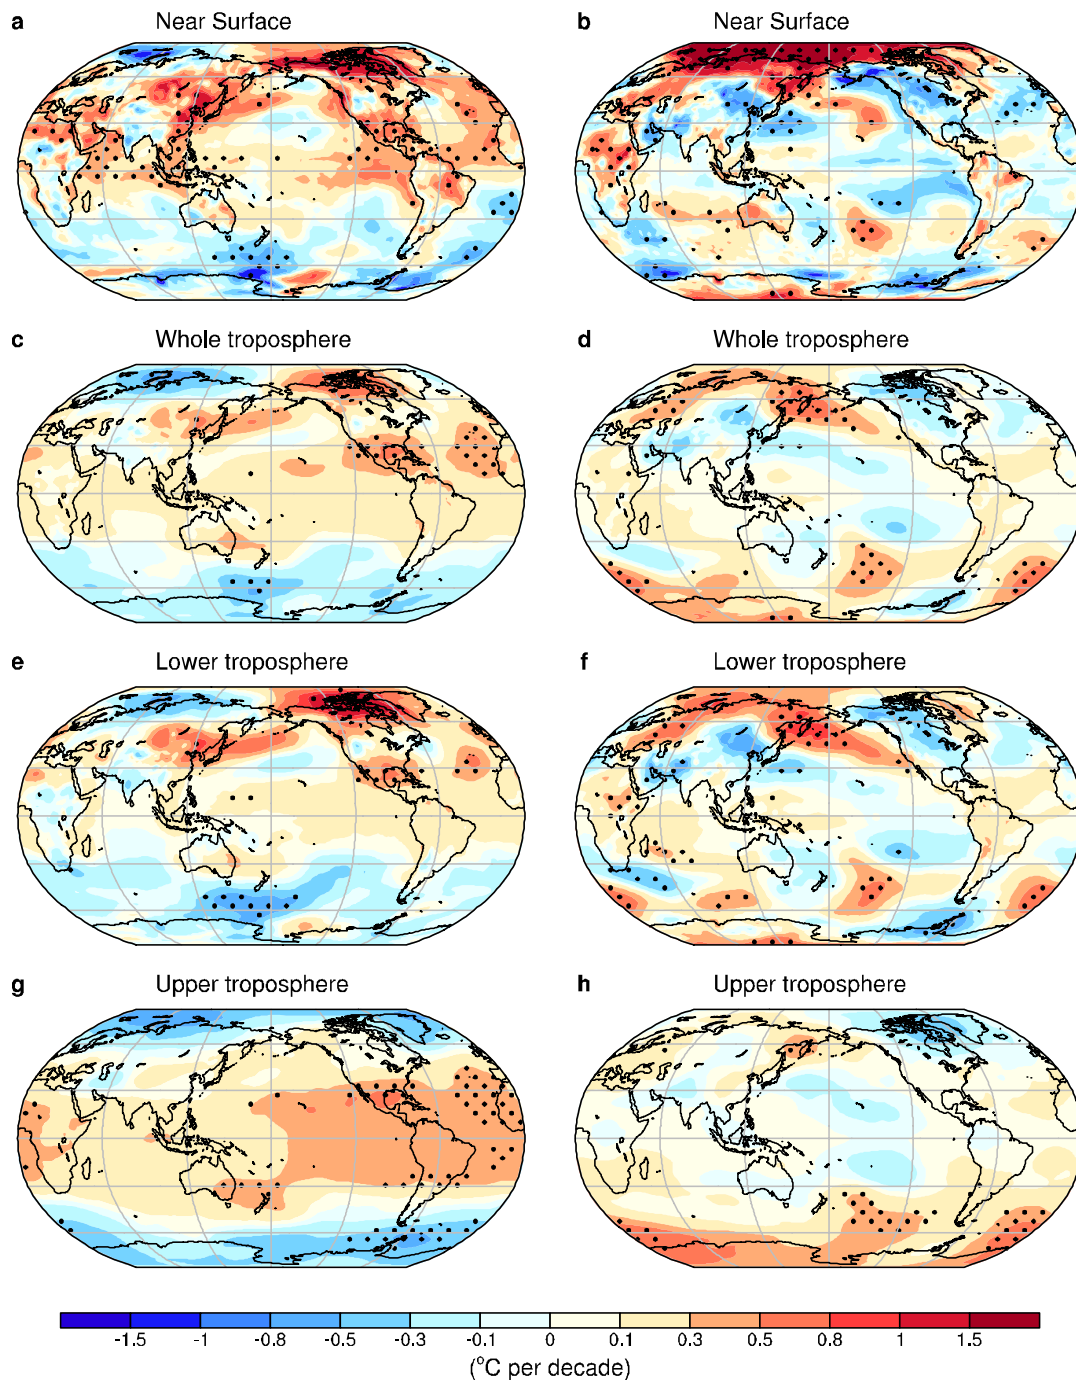 a Near Surface
b Near Surface
c Whole troposphere
d Whole troposphere
e Lower troposphere
f Lower troposphere
g Upper troposphere
h Upper troposphere
-1.5 -1 -0.8 -0.5 -0.3 -0.1 0 0.1 0.3 0.5 0.8 1 1.5
(°C per decade)